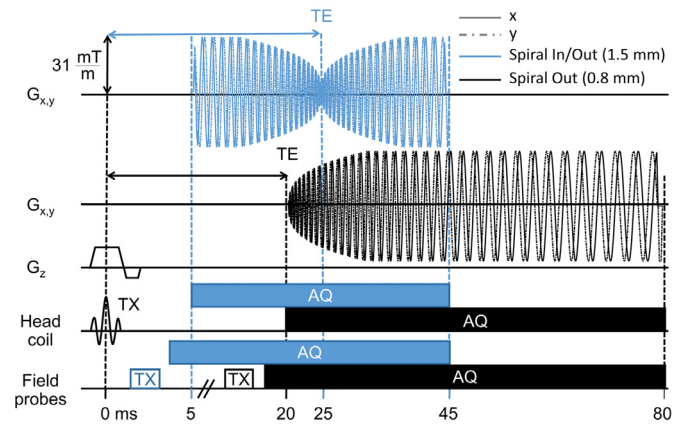 TE
x
y
Spiral In/Out (1.5 mm)
Spiral Out (0.8 mm)
31 mT/m
Gx,y
TE
Gx,y
Gz
TX
AQ
Head coil
AQ
AQ
Field probes
TX
TX
AQ
0 ms
5
20
25
45
80